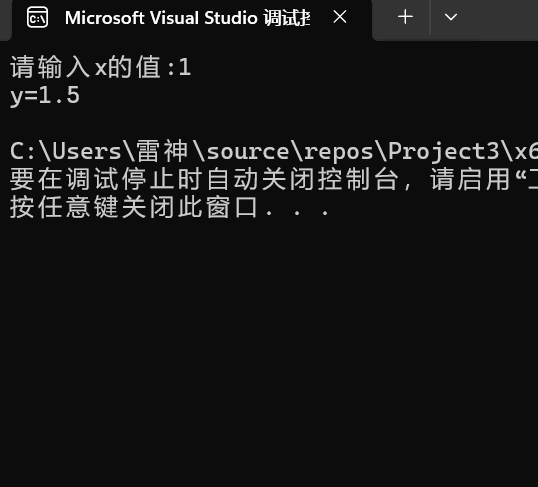 Microsoft Visual Studio 调试
请输入x的值:1
y=1.5
C:\Users\雷神\source\repos\Project3\x6
要在调试停止时自动关闭控制台，请启用“工
按任意键关闭此窗口. . .